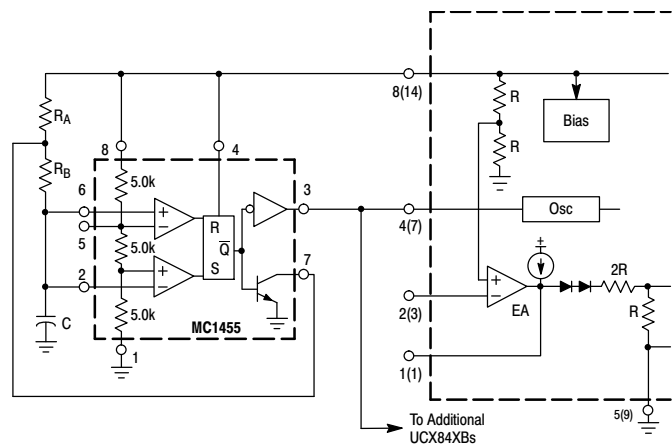 8(14)
R
Bias
R
RA
RB
8
4
6
5
2
5.0k
5.0k
5.0k
+
−
+
−
R
Q
S
3
7
MC1455
1
C
4(7)
Osc
2(3)
+
−
EA
±
2R
R
1(1)
5(9)
To Additional
UCX84XBs